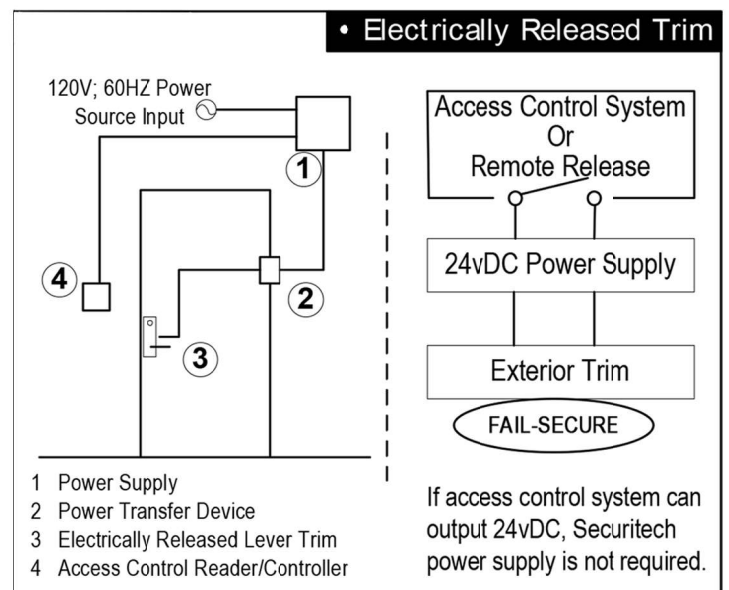 • Electrically Released Trim
120V; 60HZ Power
Source Input
1
2
3
4
1 Power Supply
2 Power Transfer Device
3 Electrically Released Lever Trim
4 Access Control Reader/Controller
Access Control System
Or
Remote Release
24vDC Power Supply
Exterior Trim
FAIL-SECURE
If access control system can
output 24vDC, Securitech
power supply is not required.